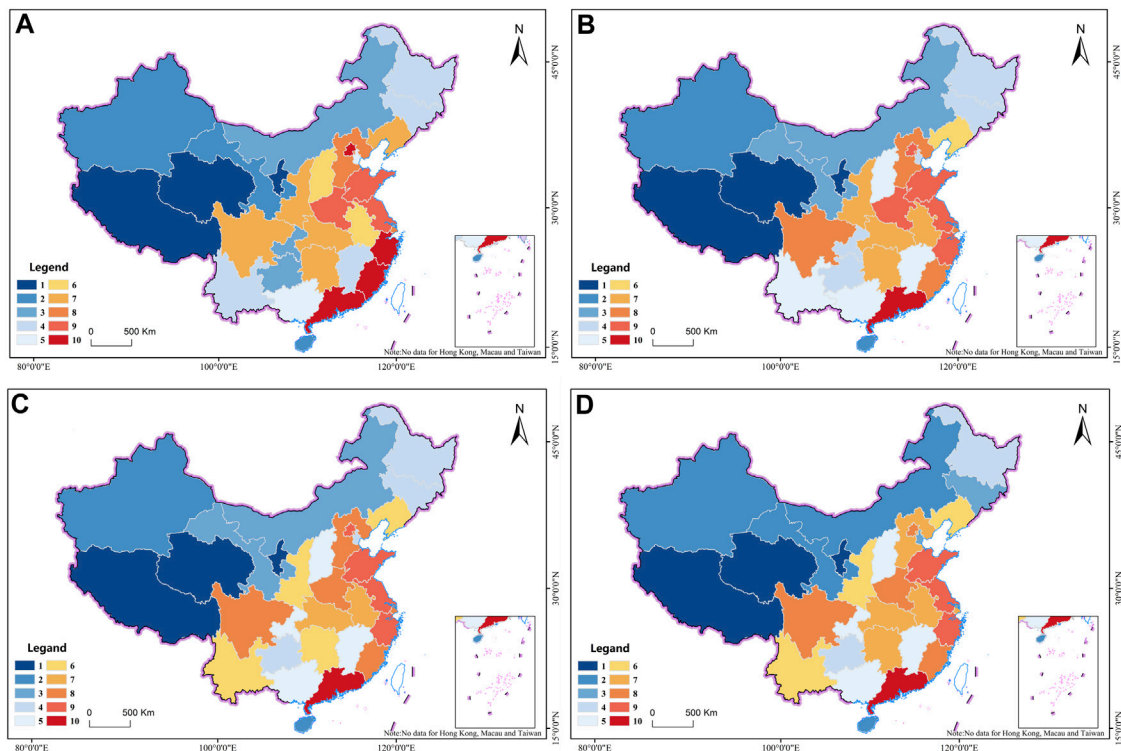 A
N
45°0'0"N
30°0'0"N
15°0'0"N
Legend
1 6
2 7
3 8
4 9
5 10
0 500 Km
Note:No data for Hong Kong, Macau and Taiwan
80°0'0"E 100°0'0"E 120°0'0"E
B
N
45°0'0"N
30°0'0"N
15°0'0"N
Legend
1 6
2 7
3 8
4 9
5 10
0 500 Km
Note:No data for Hong Kong, Macau and Taiwan
80°0'0"E 100°0'0"E 120°0'0"E
C
N
45°0'0"N
30°0'0"N
15°0'0"N
Legand
1 6
2 7
3 8
4 9
5 10
0 500 Km
Note:No data for Hong Kong, Macau and Taiwan
80°0'0"E 100°0'0"E 120°0'0"E
D
N
45°0'0"N
30°0'0"N
15°0'0"N
Legand
1 6
2 7
3 8
4 9
5 10
0 500 Km
Note:No data for Hong Kong, Macau and Taiwan
80°0'0"E 100°0'0"E 120°0'0"E